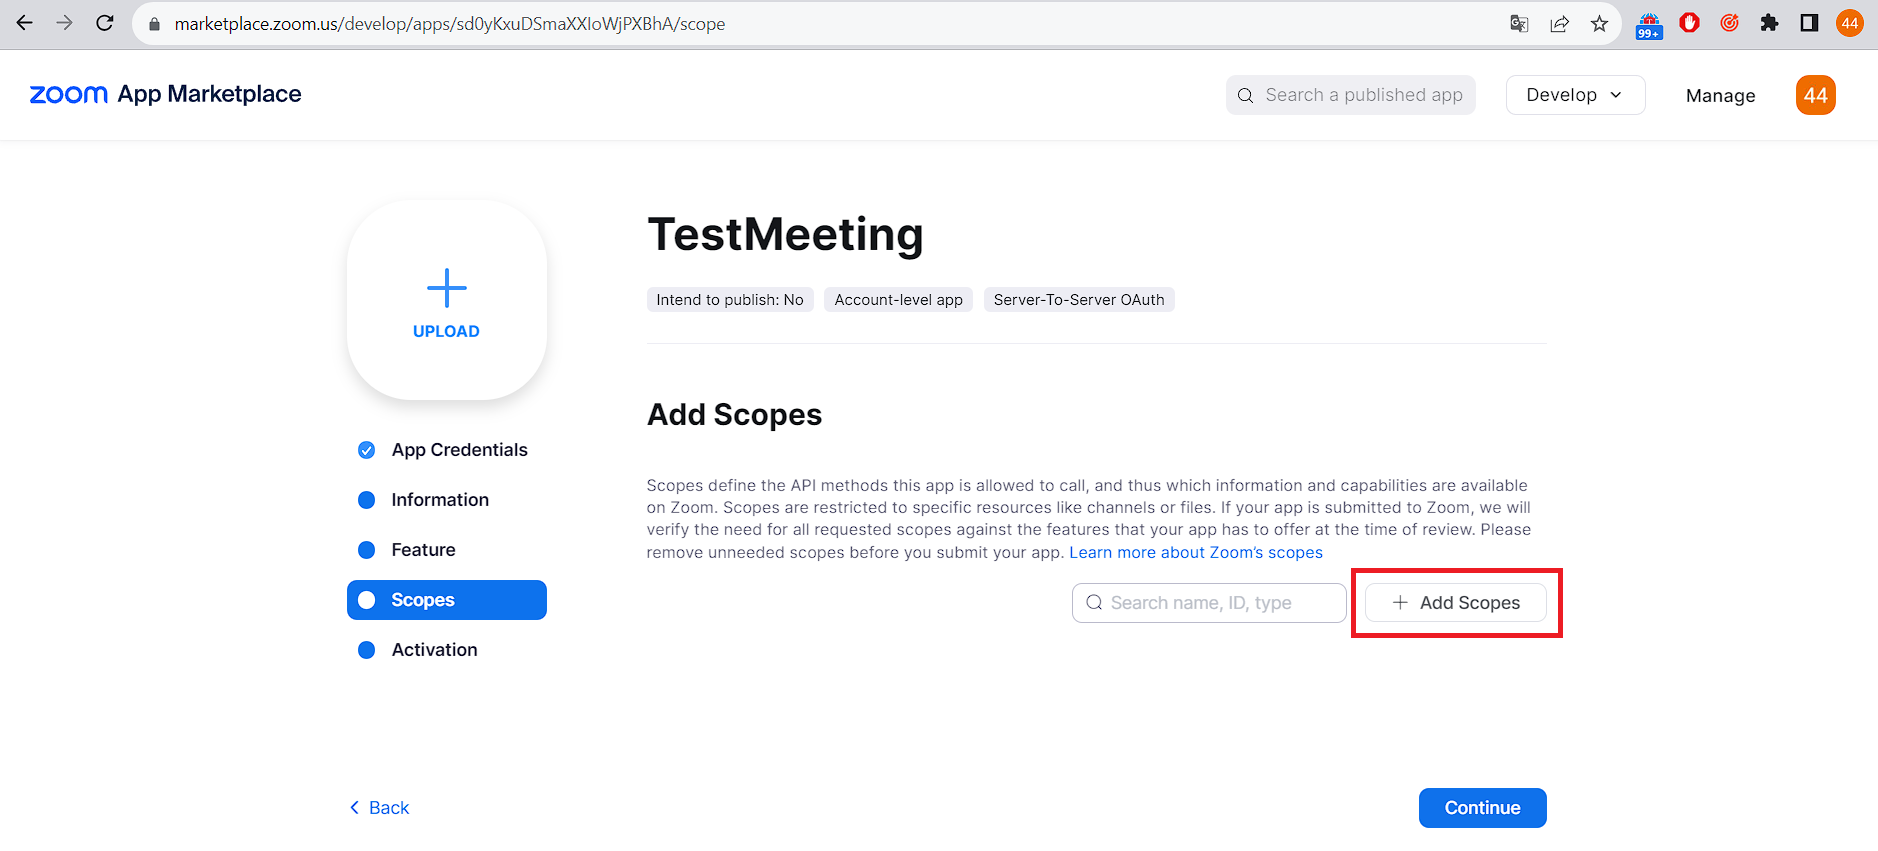 marketplace.zoom.us/develop/apps/sd0yKxuDSmaXXIoWjPXBhA/scope
99+
44
zoom App Marketplace
Search a published app
Develop
Manage
44
UPLOAD
TestMeeting
Intend to publish: No
Account-level app
Server-To-Server OAuth
App Credentials
Information
Feature
Scopes
Activation
Add Scopes
Scopes define the API methods this app is allowed to call, and thus which information and capabilities are available
on Zoom. Scopes are restricted to specific resources like channels or files. If your app is submitted to Zoom, we will
verify the need for all requested scopes against the features that your app has to offer at the time of review. Please
remove unneeded scopes before you submit your app. Learn more about Zoom's scopes
Search name, ID, type
+ Add Scopes
Back
Continue